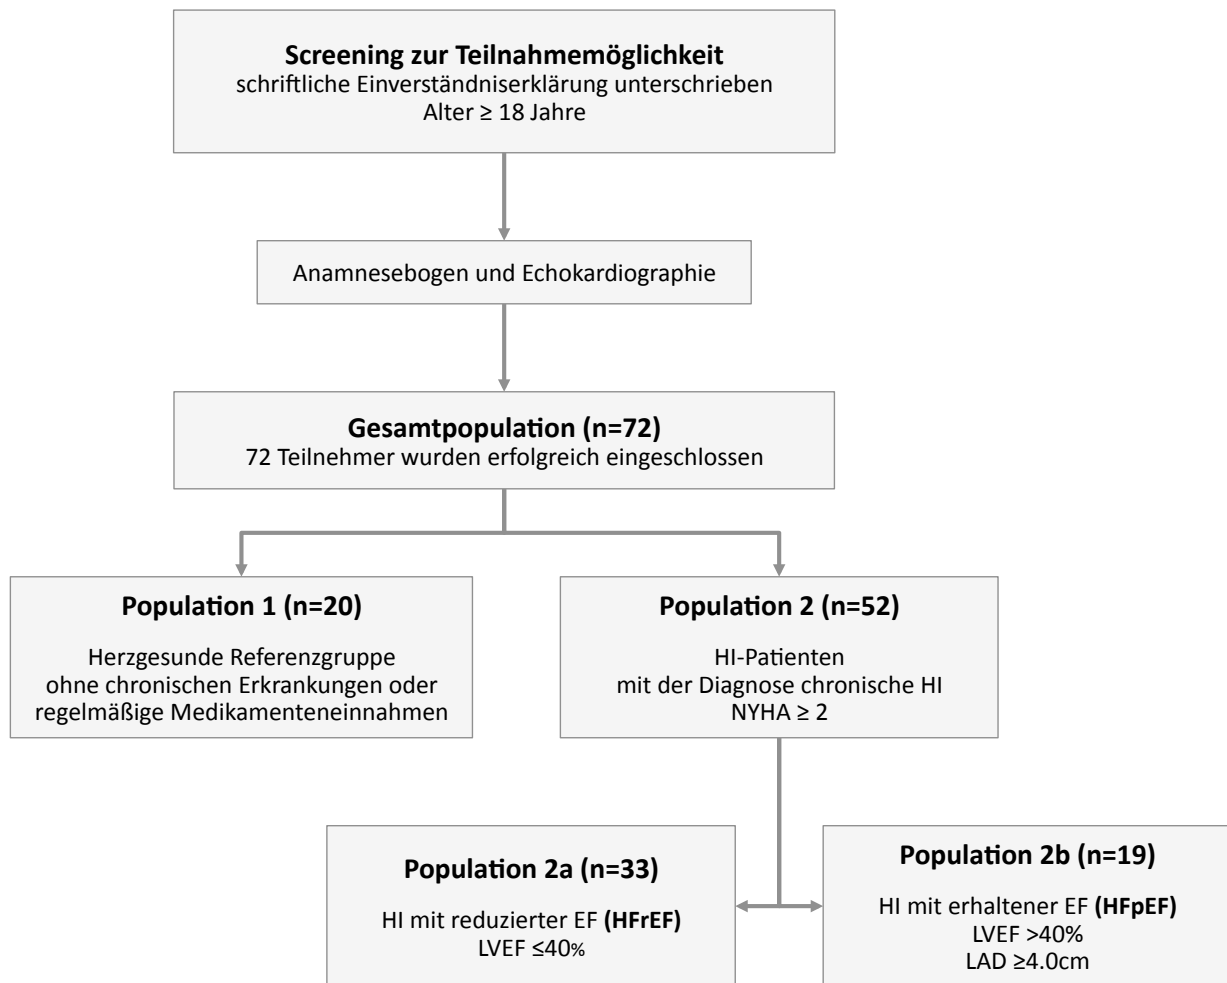 Screening zur Teilnahmemöglichkeit
schriftliche Einverständniserklärung unterschrieben
Alter ≥ 18 Jahre
Anamnesebogen und Echokardiographie
Gesamtpopulation (n=72)
72 Teilnehmer wurden erfolgreich eingeschlossen
Population 1 (n=20)
Herzgesunde Referenzgruppe
ohne chronischen Erkrankungen oder
regelmäßige Medikamenteneinnahmen
Population 2 (n=52)
HI-Patienten
mit der Diagnose chronische HI
NYHA ≥ 2
Population 2a (n=33)
HI mit reduzierter EF (HFrEF)
LVEF ≤40%
Population 2b (n=19)
HI mit erhaltener EF (HFpEF)
LVEF >40%
LAD ≥4.0cm